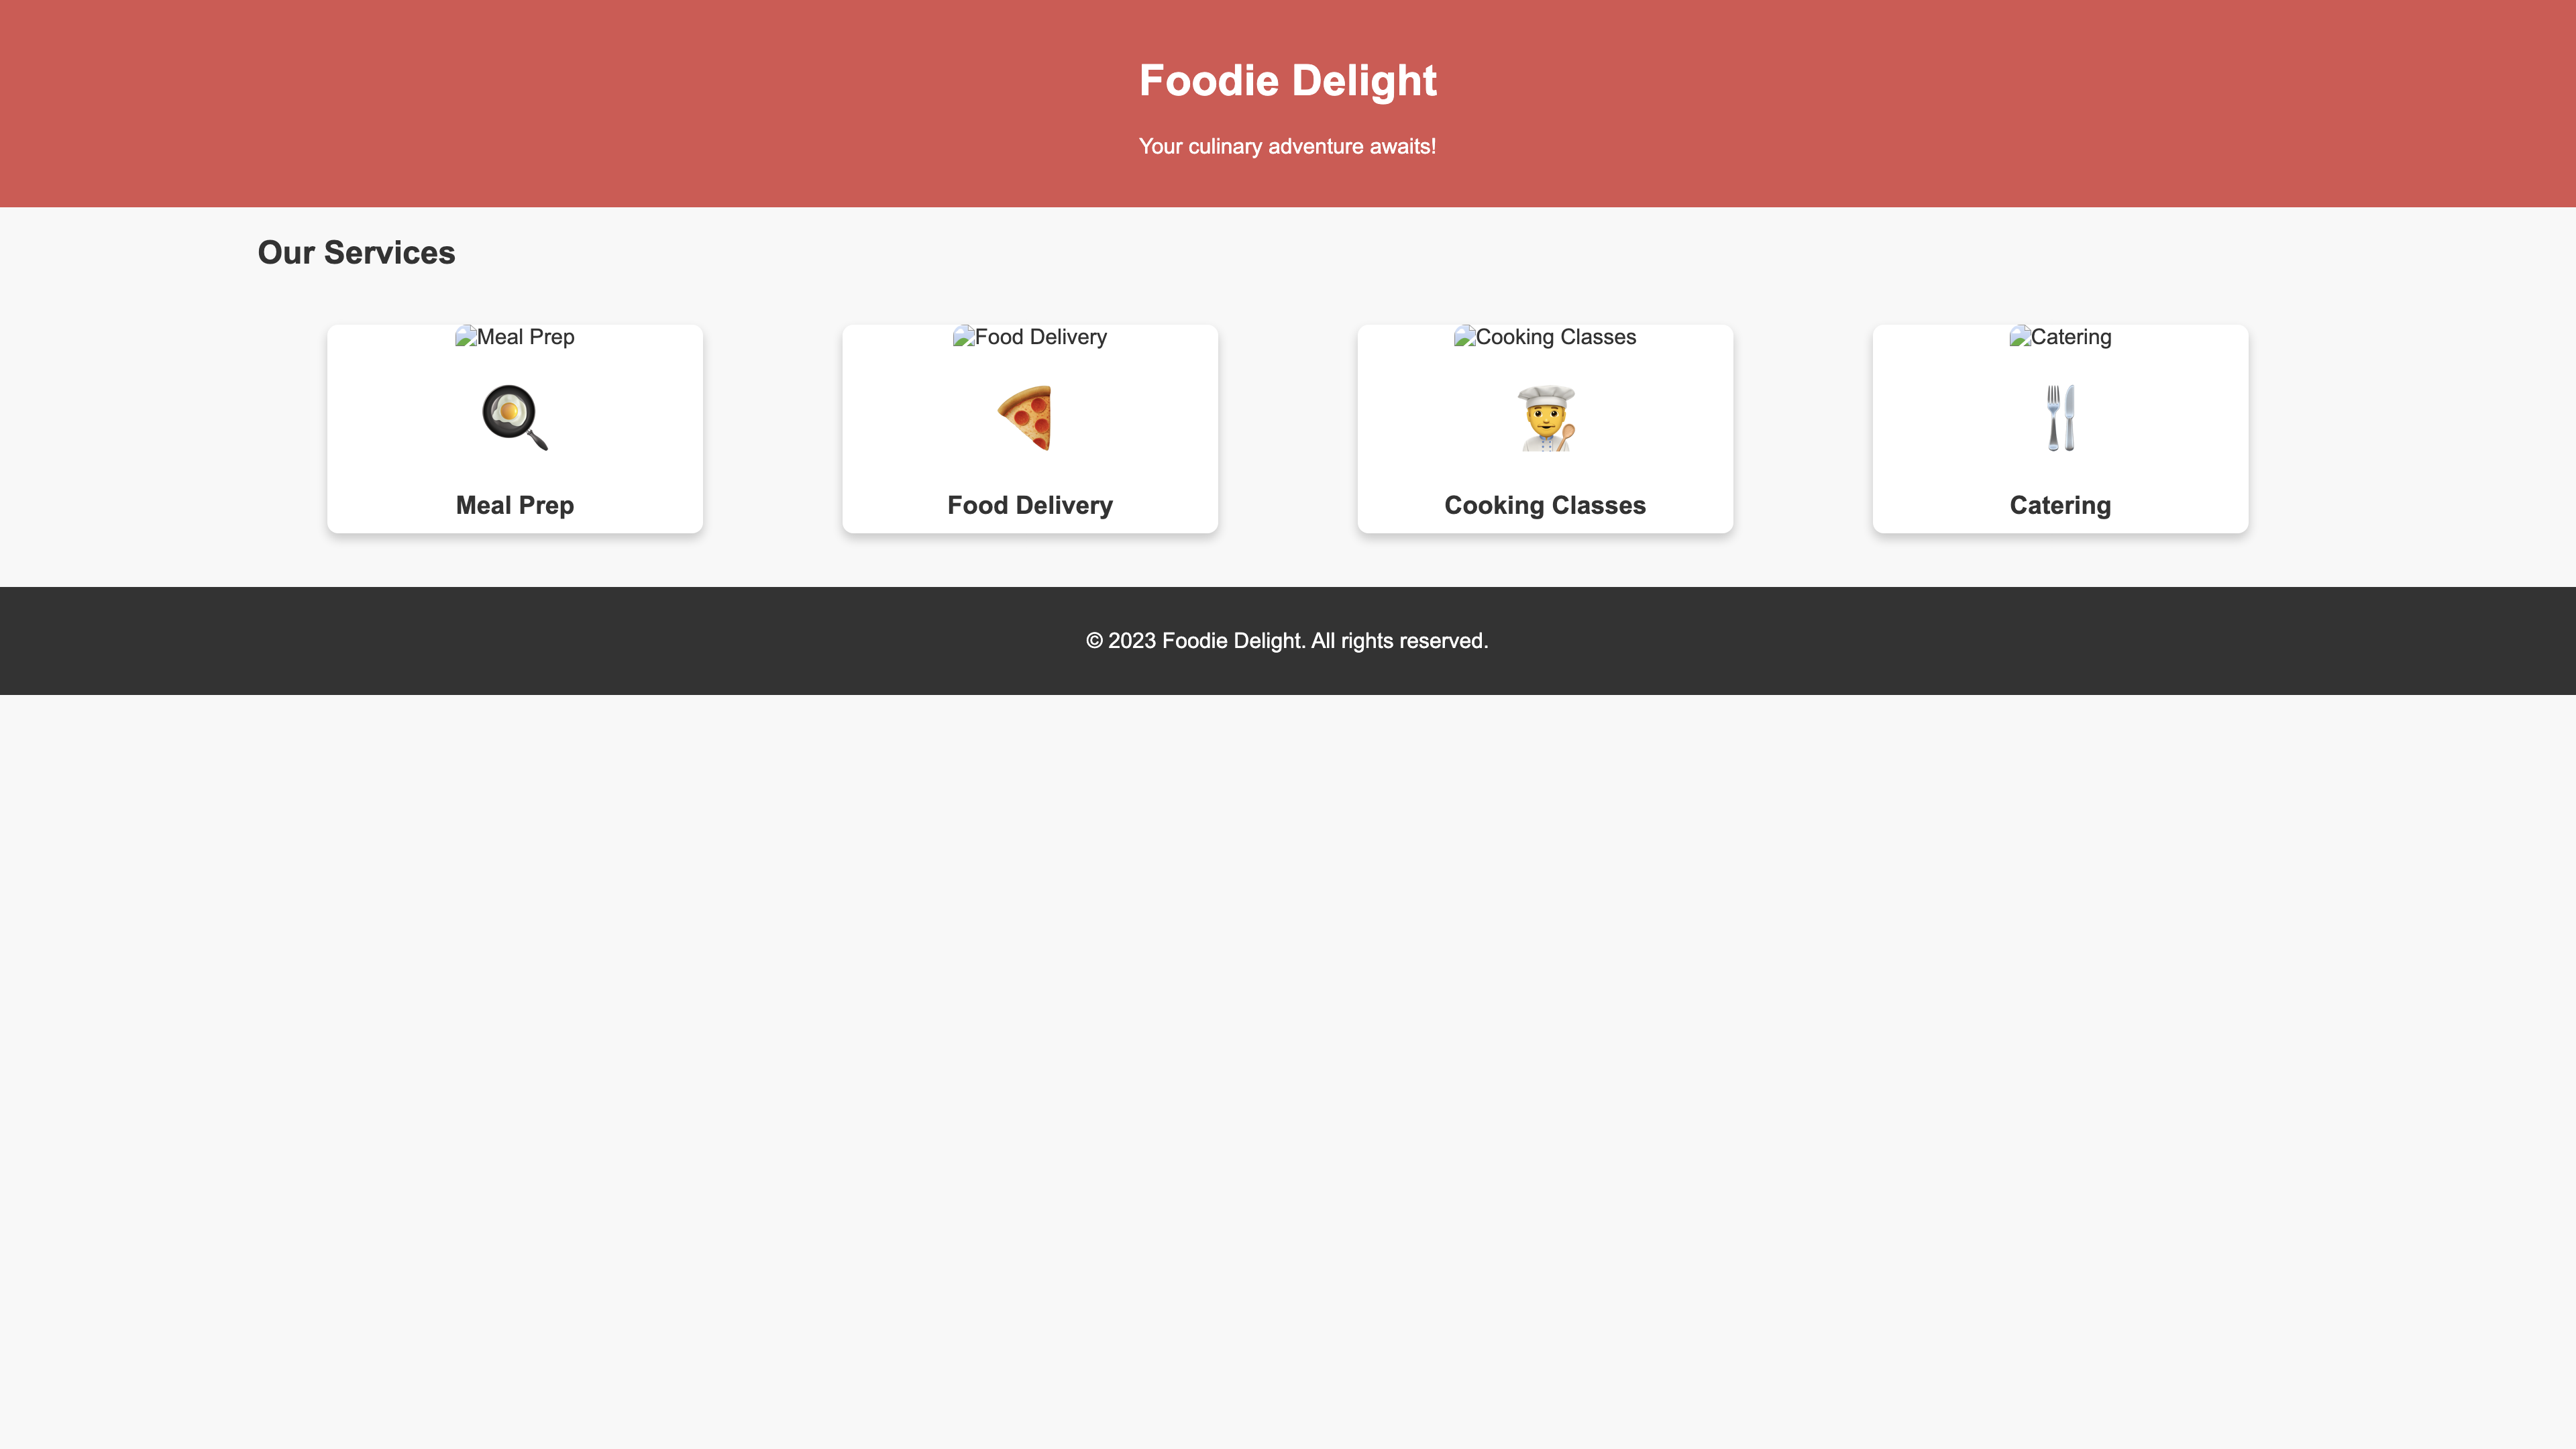 Foodie Delight
Your culinary adventure awaits!
Our Services
Meal Prep
Food Delivery
Cooking Classes
Catering
Meal Prep
Food Delivery
Cooking Classes
Catering
© 2023 Foodie Delight. All rights reserved.